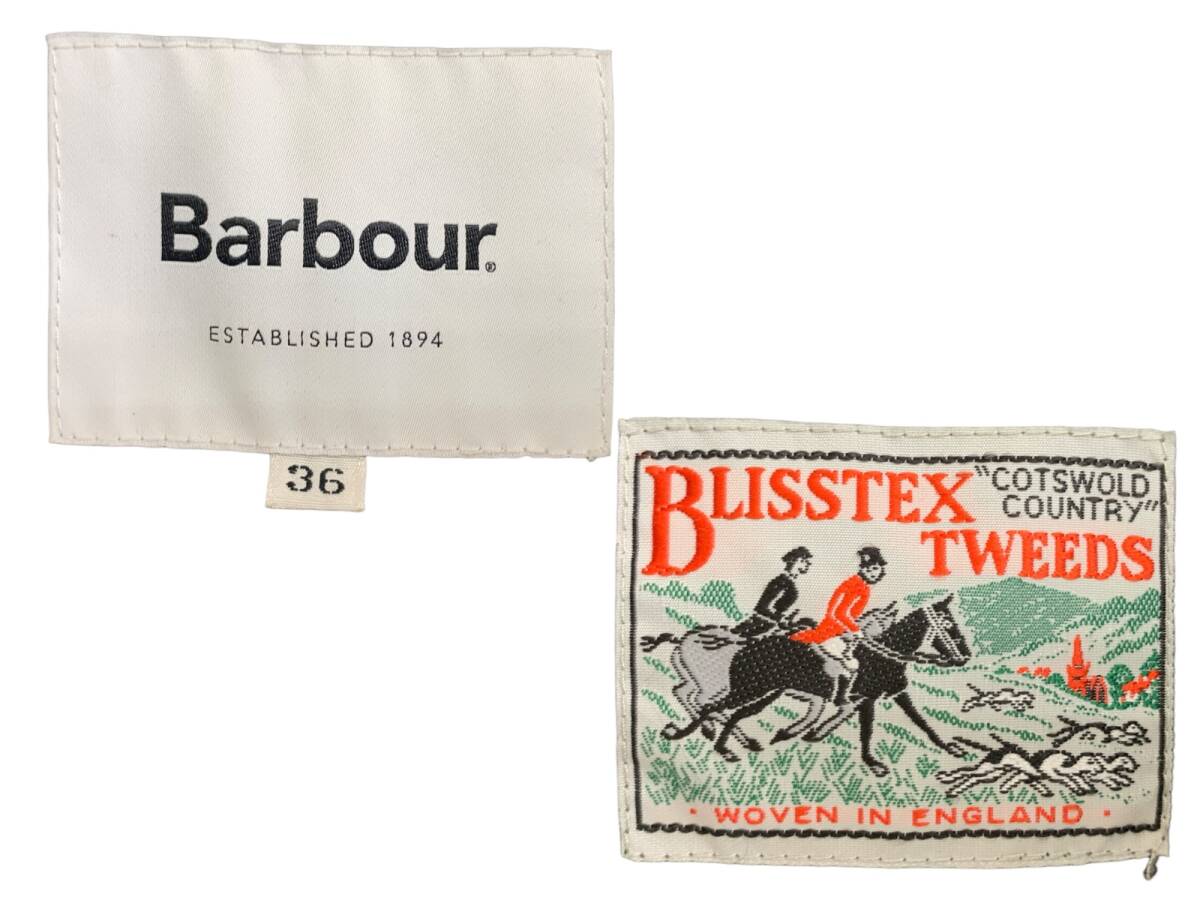 Barbour®
ESTABLISHED 1894
36
BLISSTEX "COTSWOLD
COUNTRY"
TWEEDS
· WOVEN IN ENGLAND ·